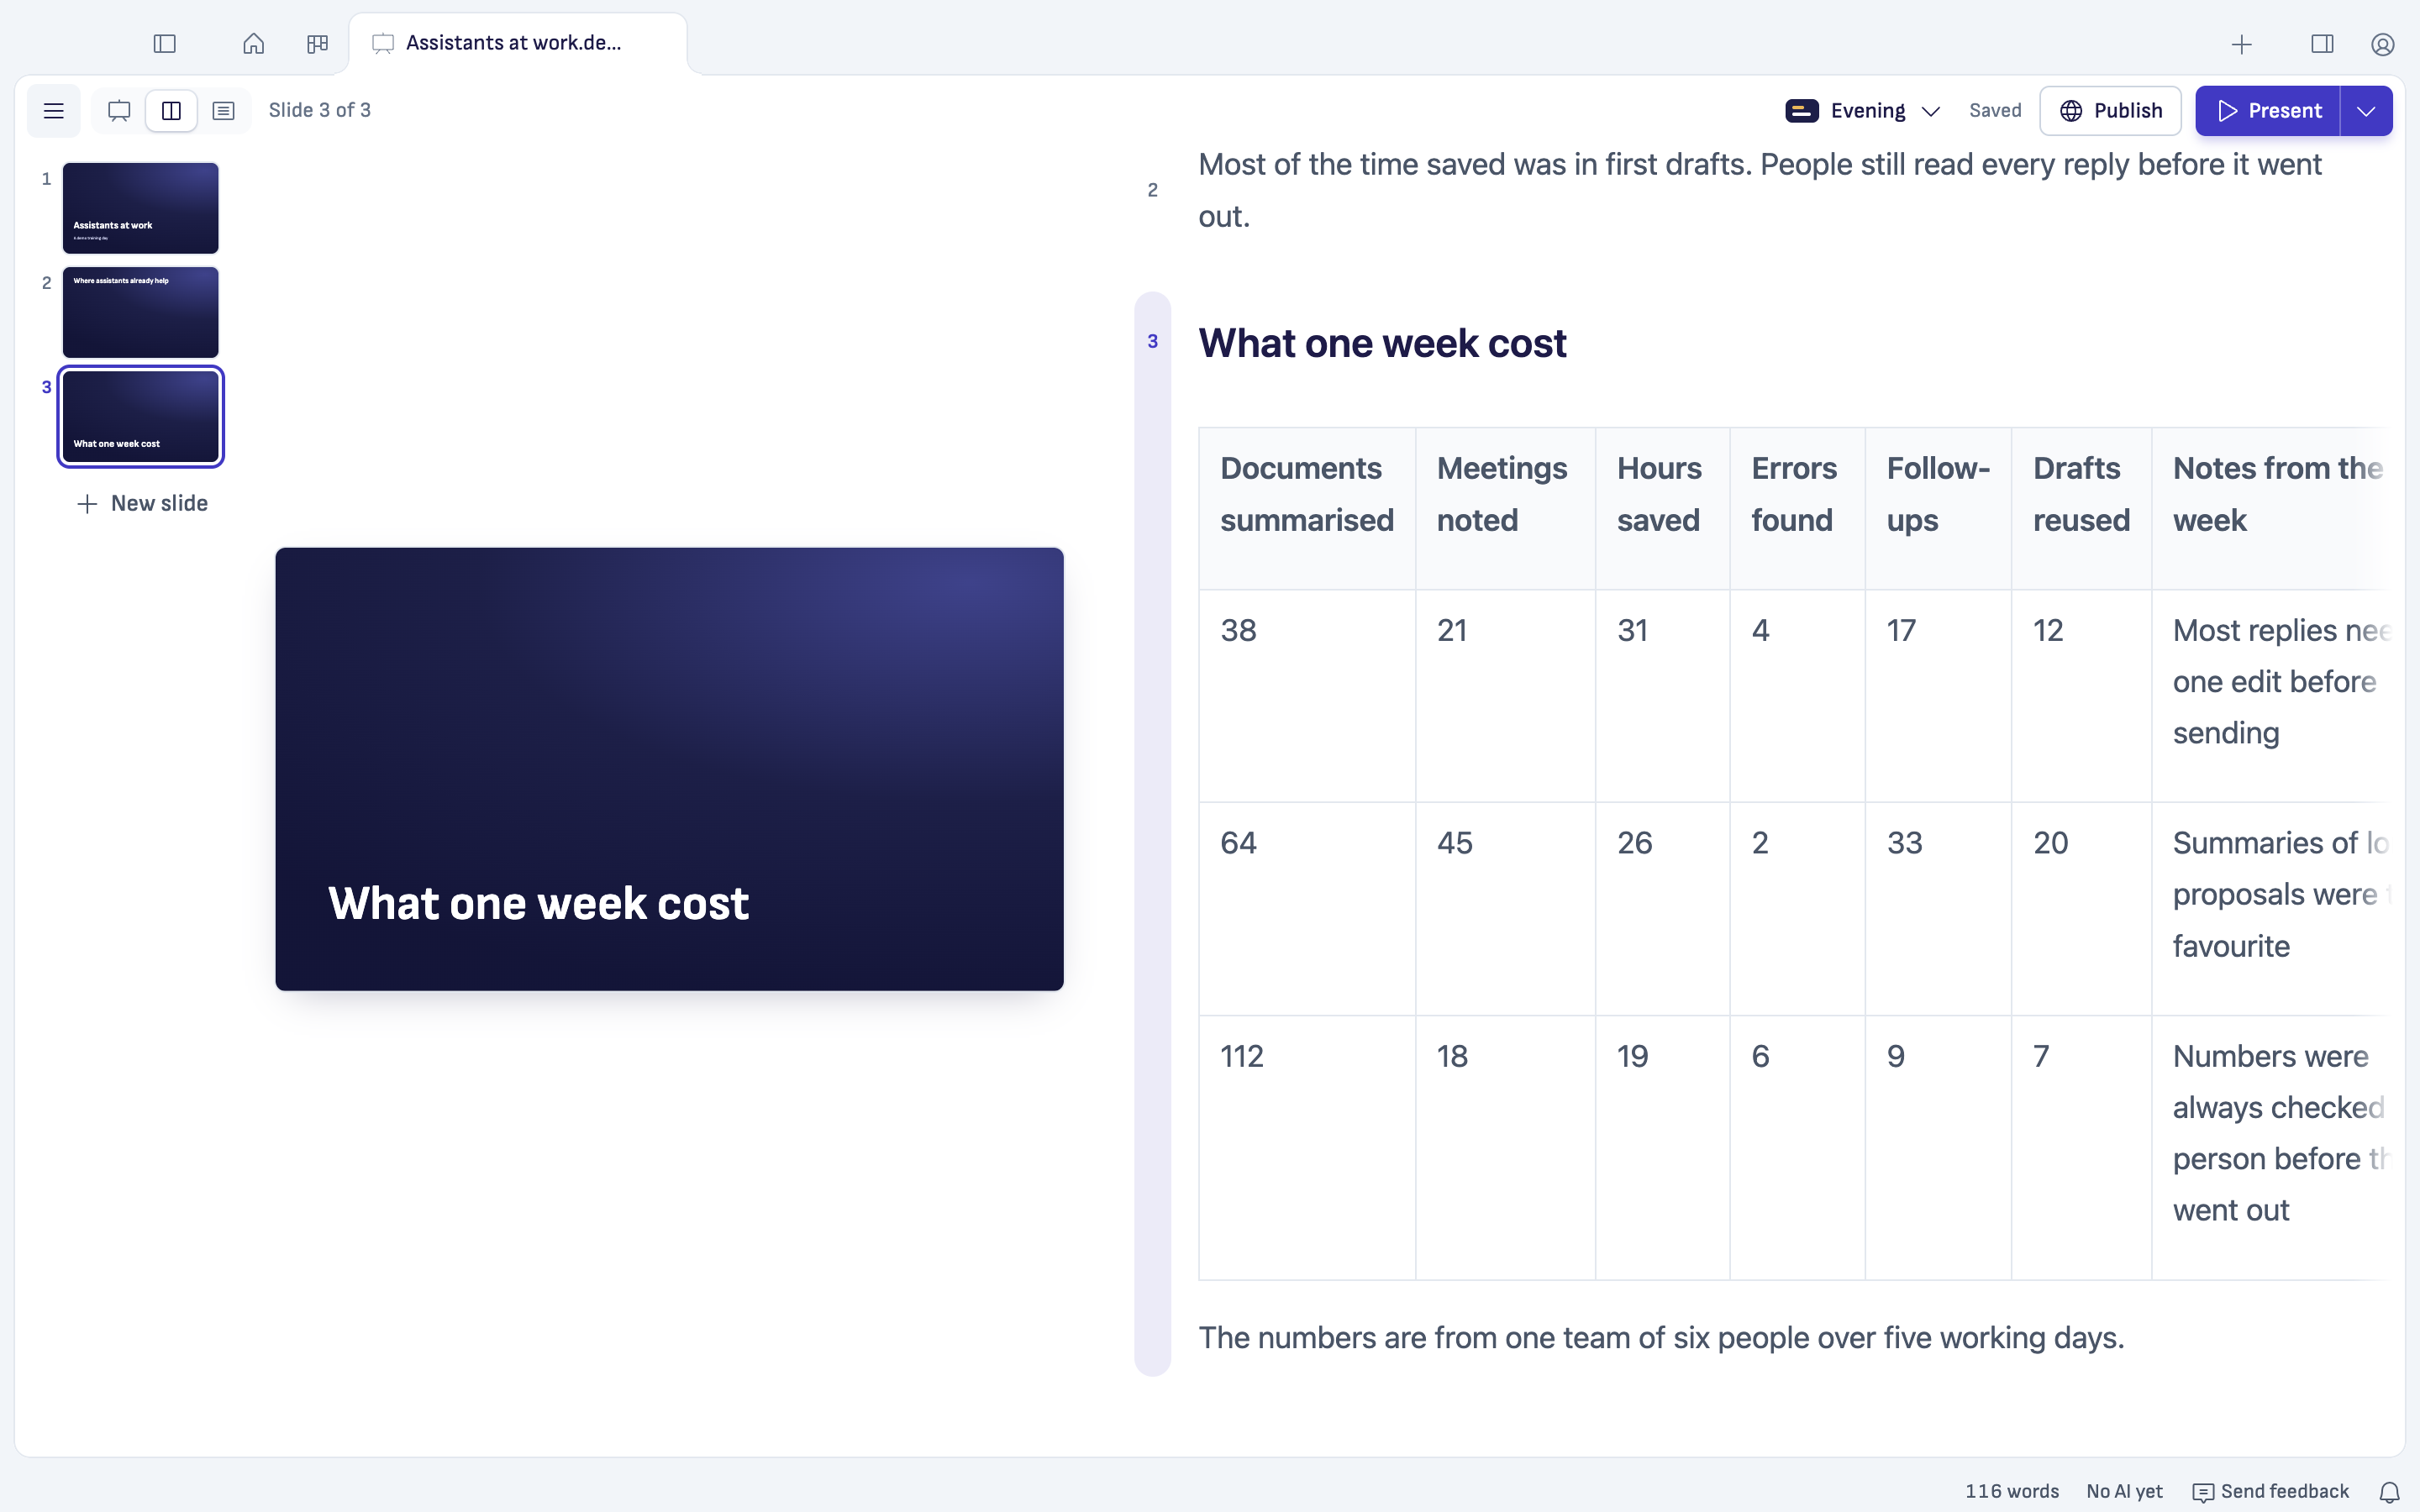 Assistants at work.de...
Slide 3 of 3
Evening
Saved
Publish
Present
1
Assistants at work
2
Where assistants already help
3
What one week cost
New slide
What one week cost
2
Most of the time saved was in first drafts. People still read every reply before it went
out.
3
What one week cost
Documents summarised
Meetings noted
Hours saved
Errors found
Follow-ups
Drafts reused
Notes from the week
38
21
31
4
17
12
Most replies
one edit before
sending
64
45
26
2
33
20
Summaries of
proposals were
favourite
112
18
19
6
9
7
Numbers were
always checked
person before
went out
The numbers are from one team of six people over five working days.
116 words
No AI yet
Send feedback